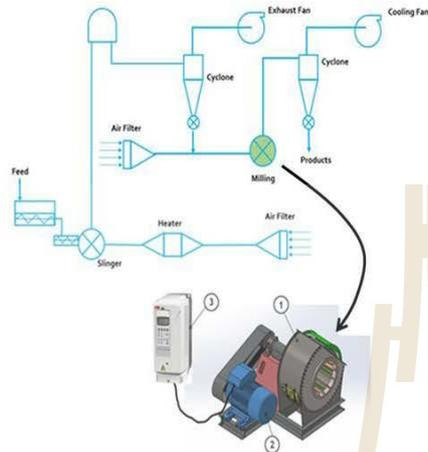 Exhaust Fan
Cooling Fan
Cyclone
Cyclone
Air Filter
Products
Milling
Feed
Heater
Air Filter
Slinger
3
1
2